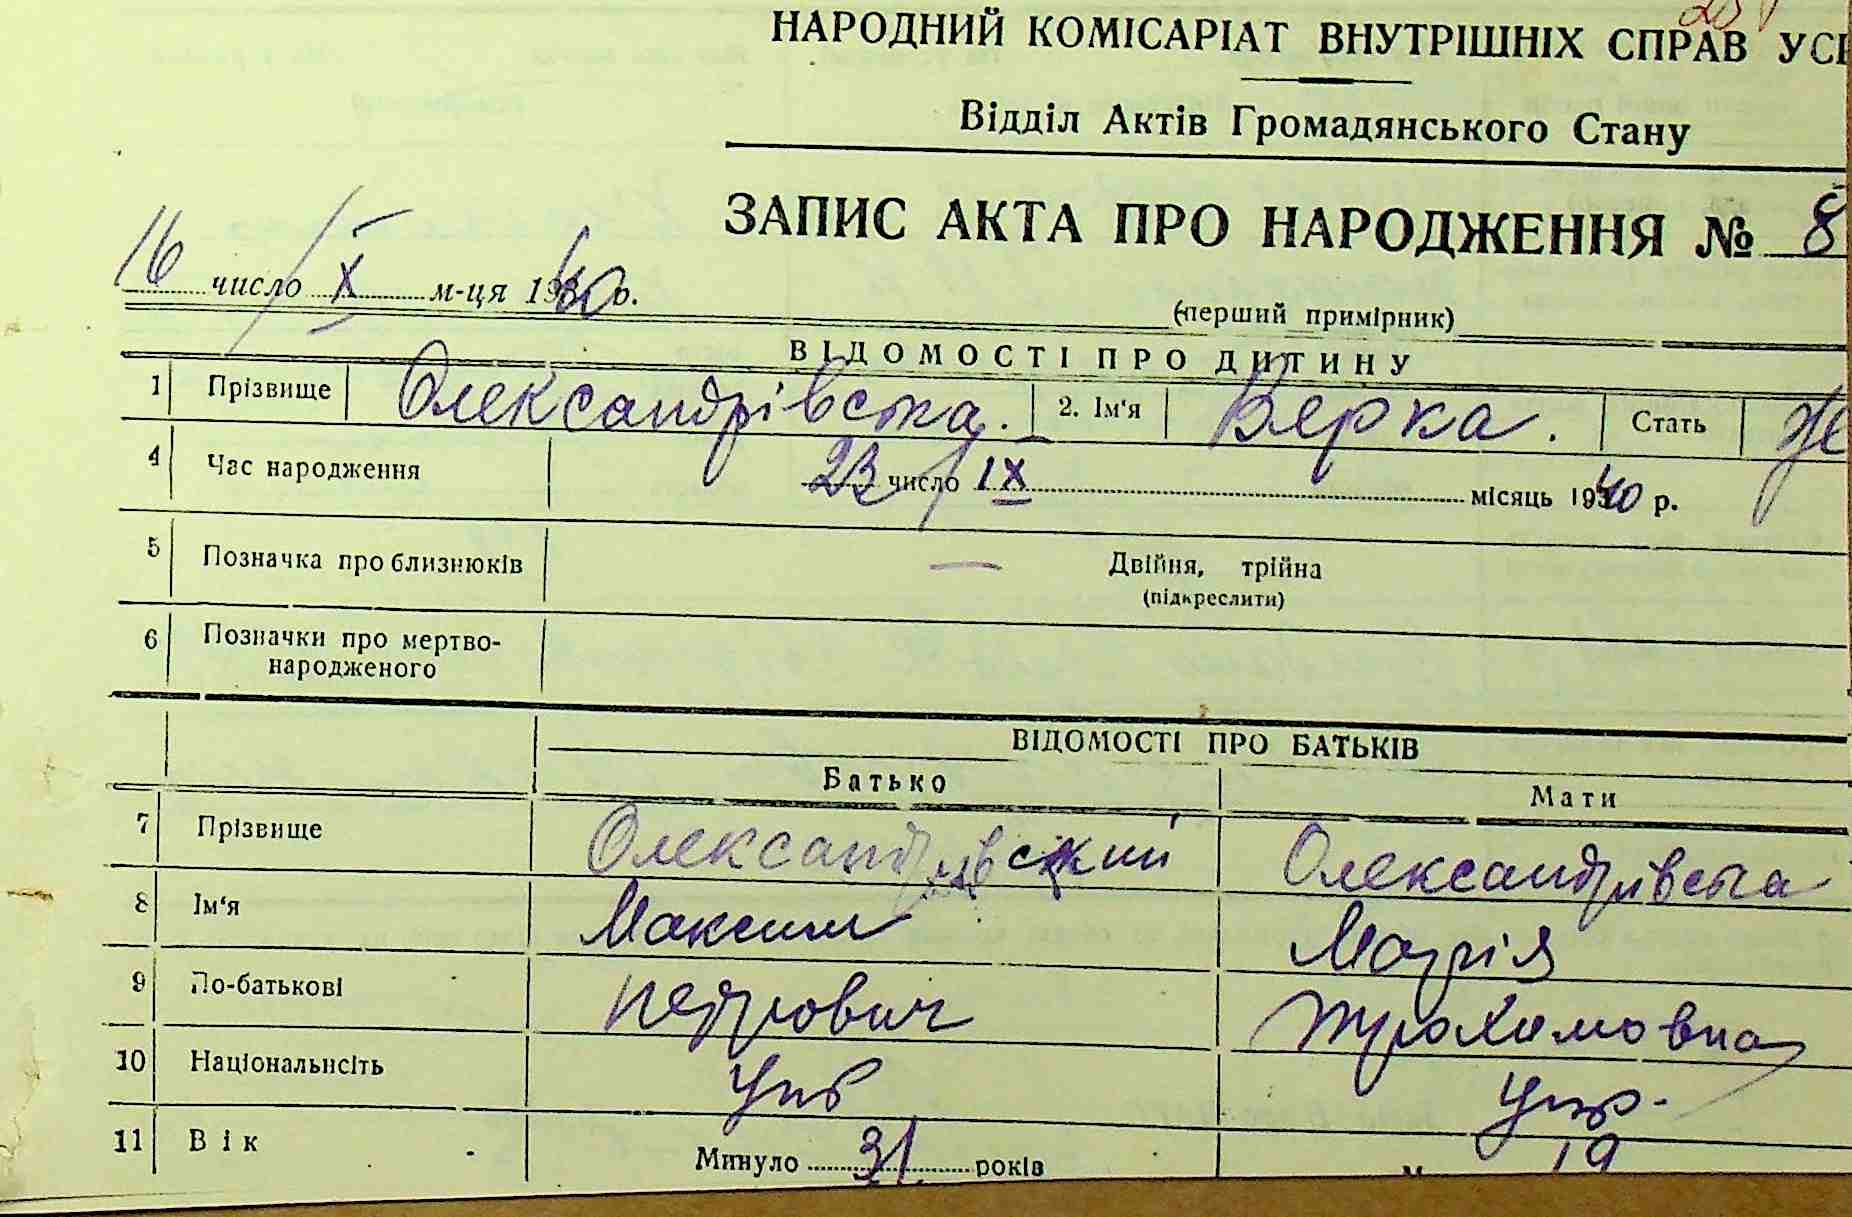 НАРОДНИЙ КОМІСАРІАТ ВНУТРІШНІХ СПРАВ
Відділ Актів Громадянського Стану
ЗАПИС АКТА ПРО НАРОДЖЕННЯ № 8
16 число X м-ця 1940 р.
(перший примірник)
ВІДОМОСТІ ПРО ДИТИНУ
1 Прізвище Олександрівська. 2. Ім'я Вєрка. Стать Ж
4 Час народження 23 число IX місяць 1940 р.
5 Позначка про близнюків — Двійня, трійна
(підкреслити)
6 Позначки про мертво-
народженого
ВІДОМОСТІ ПРО БАТЬКІВ
Батько Мати
7 Прізвище Олександрівський Олександрівська
8 Ім'я Максим Марія
9 По-батькові Петрович Трохимовна
10 Національність Укр Укр.
11 Вік Минуло 31 років 19